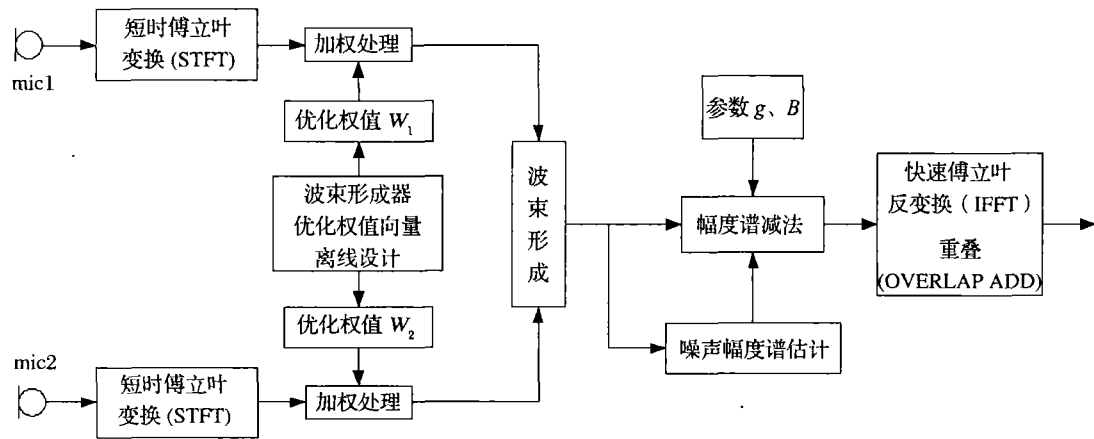 短时傅立叶
变换 (STFT)
mic1
加权处理
优化权值 W1
波束形成器
优化权值向量
离线设计
优化权值 W2
mic2
短时傅立叶
变换 (STFT)
加权处理
波
束
形
成
参数 g、B
幅度谱减法
噪声幅度谱估计
快速傅立叶
反变换（IFFT）
重叠
(OVERLAP ADD)